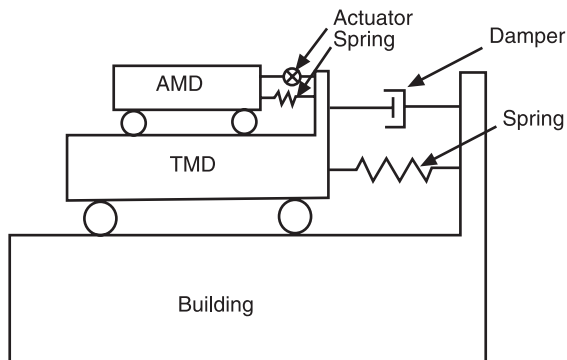 Actuator
Spring
Damper
AMD
Spring
TMD
Building